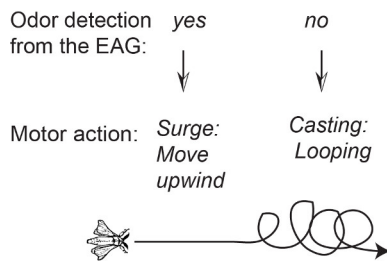 Odor detection yes no
from the EAG:
Motor action: Surge: Casting:
Move Looping
upwind